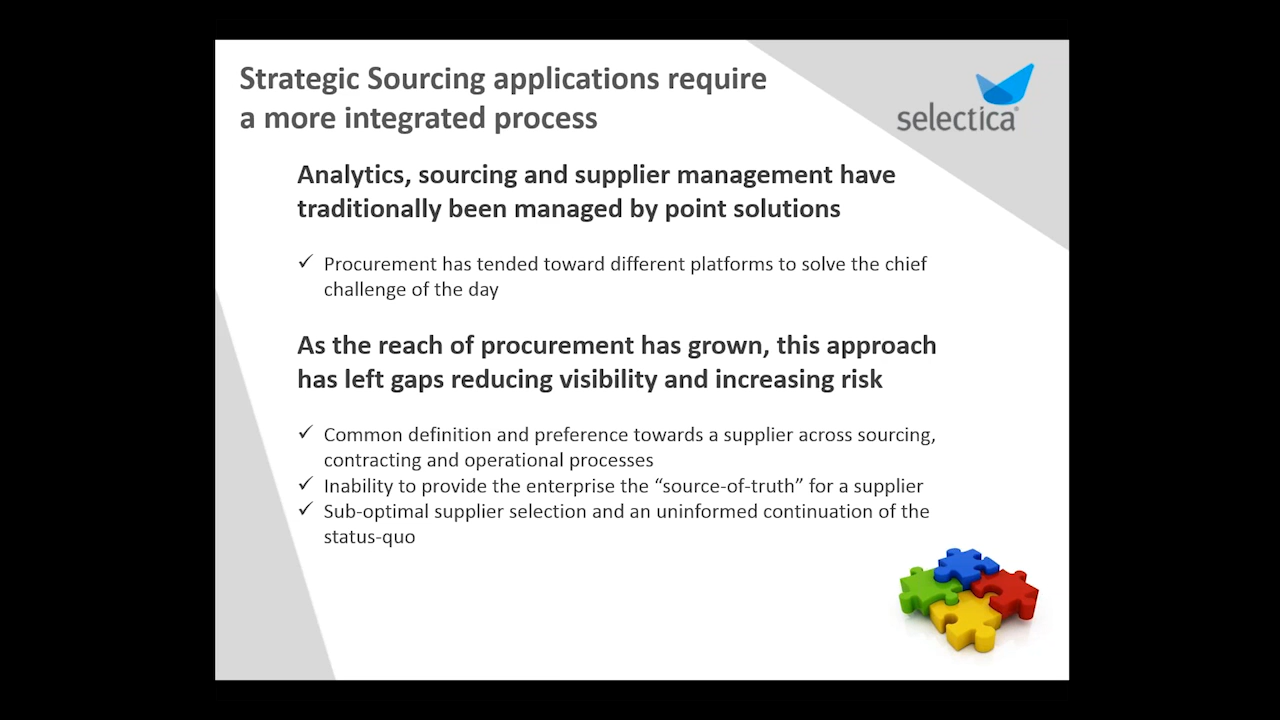 Strategic Sourcing applications require
a more integrated process
selectica®
Analytics, sourcing and supplier management have
traditionally been managed by point solutions
✓ Procurement has tended toward different platforms to solve the chief
challenge of the day
As the reach of procurement has grown, this approach
has left gaps reducing visibility and increasing risk
✓ Common definition and preference towards a supplier across sourcing,
contracting and operational processes
✓ Inability to provide the enterprise the “source-of-truth” for a supplier
✓ Sub-optimal supplier selection and an uninformed continuation of the
status-quo